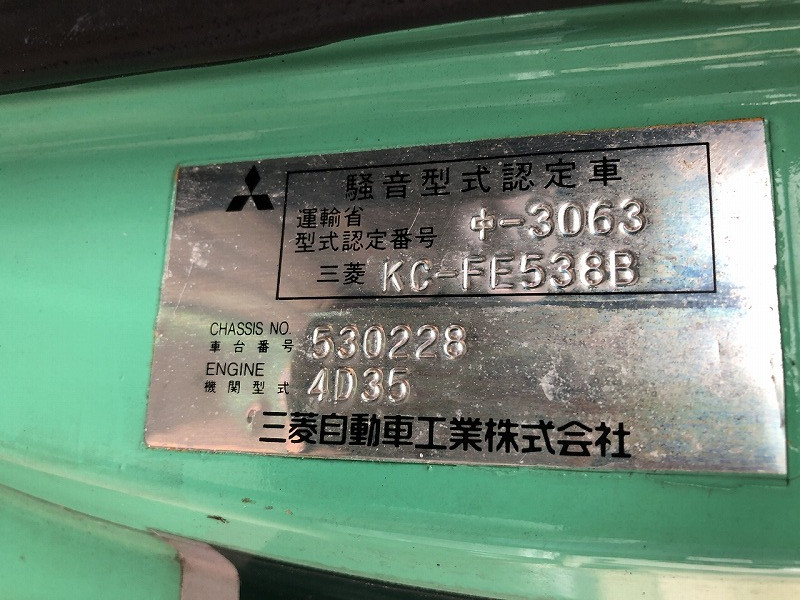 騒音型式認定車
運輸省
型式認定番号 中-3063
三菱 KC-FE538B
CHASSIS NO.
車台番号 530228
ENGINE
機関型式 4D35
三菱自動車工業株式会社